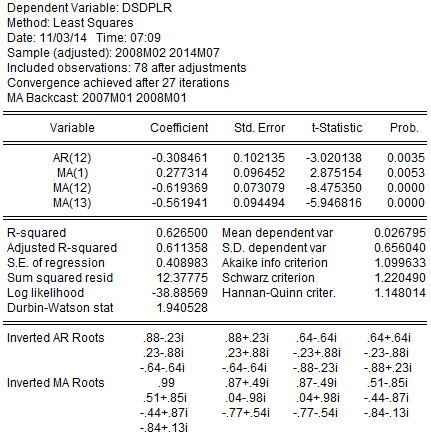 Dependent Variable: DSDPLR
Method: Least Squares
Date: 11/03/14 Time: 07:09
Sample (adjusted): 2008M02 2014M07
Included observations: 78 after adjustments
Convergence achieved after 27 iterations
MA Backcast: 2007M01 2008M01
Variable Coefficient Std. Error t-Statistic Prob.
AR(12) -0.308461 0.102135 -3.020138 0.0035
MA(1) 0.277314 0.096452 2.875154 0.0053
MA(12) -0.619369 0.073079 -8.475350 0.0000
MA(13) -0.561941 0.094494 -5.946816 0.0000
R-squared 0.626500 Mean dependent var 0.026795
Adjusted R-squared 0.611358 S.D. dependent var 0.656040
S.E. of regression 0.408983 Akaike info criterion 1.099633
Sum squared resid 12.37775 Schwarz criterion 1.220490
Log likelihood -38.88569 Hannan-Quinn criter. 1.148014
Durbin-Watson stat 1.940528
Inverted AR Roots .88-.23i .88+.23i .64-.64i .64+.64i
.23-.88i .23+.88i -.23+.88i -.23-.88i
-.64-.64i -.64+.64i -.88-.23i -.88+.23i
Inverted MA Roots .99 .87+.49i .87-.49i .51-.85i
.51+.85i .04-.98i .04+.98i -.44-.87i
-.44+.87i -.77+.54i -.77-.54i -.84-.13i
-.84+.13i